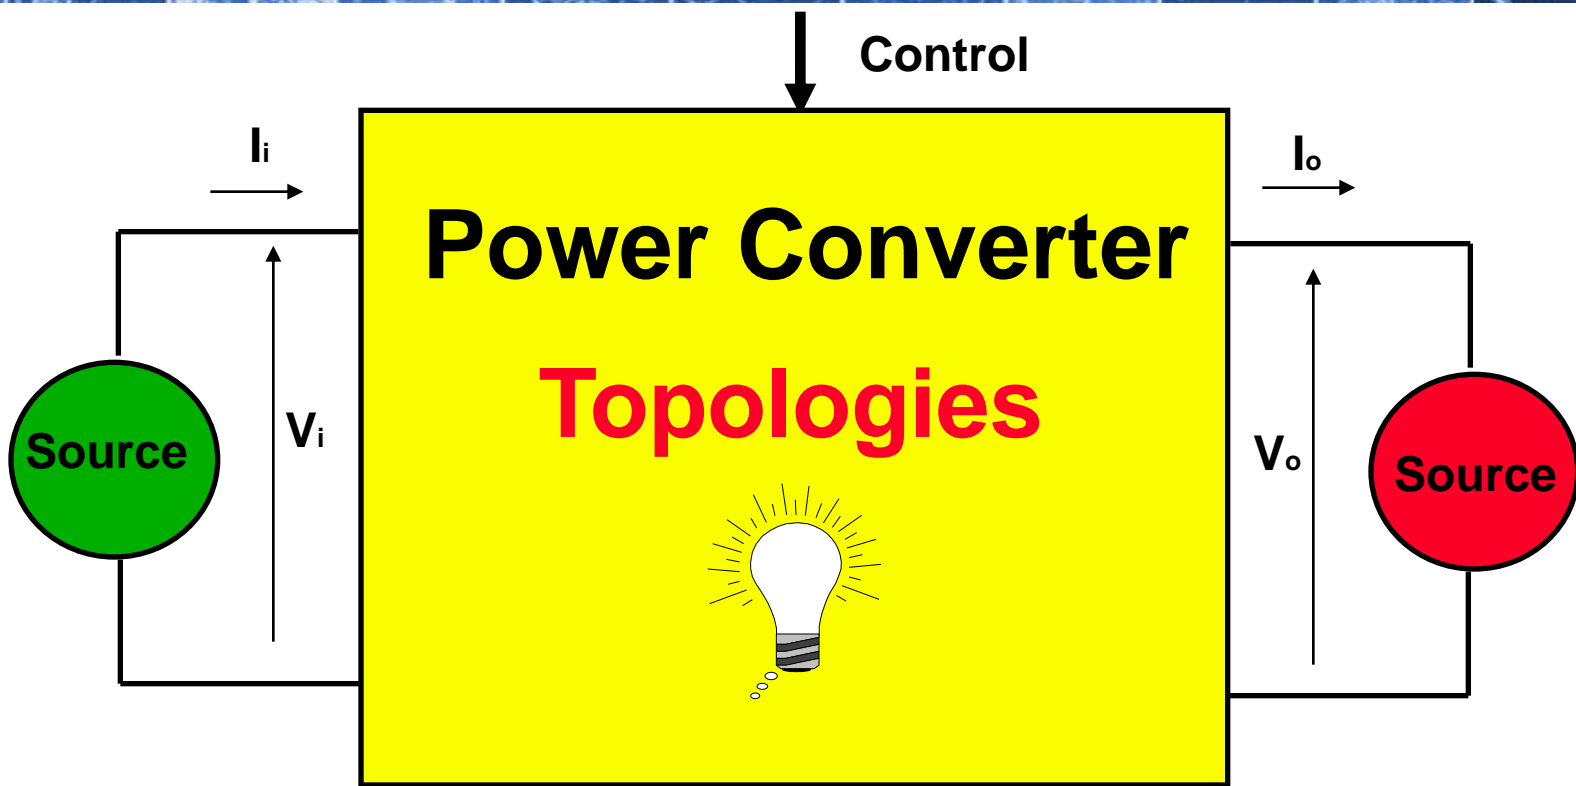 Control
Ii
Io
Power Converter
Topologies
Vi
Vo
Source
Source